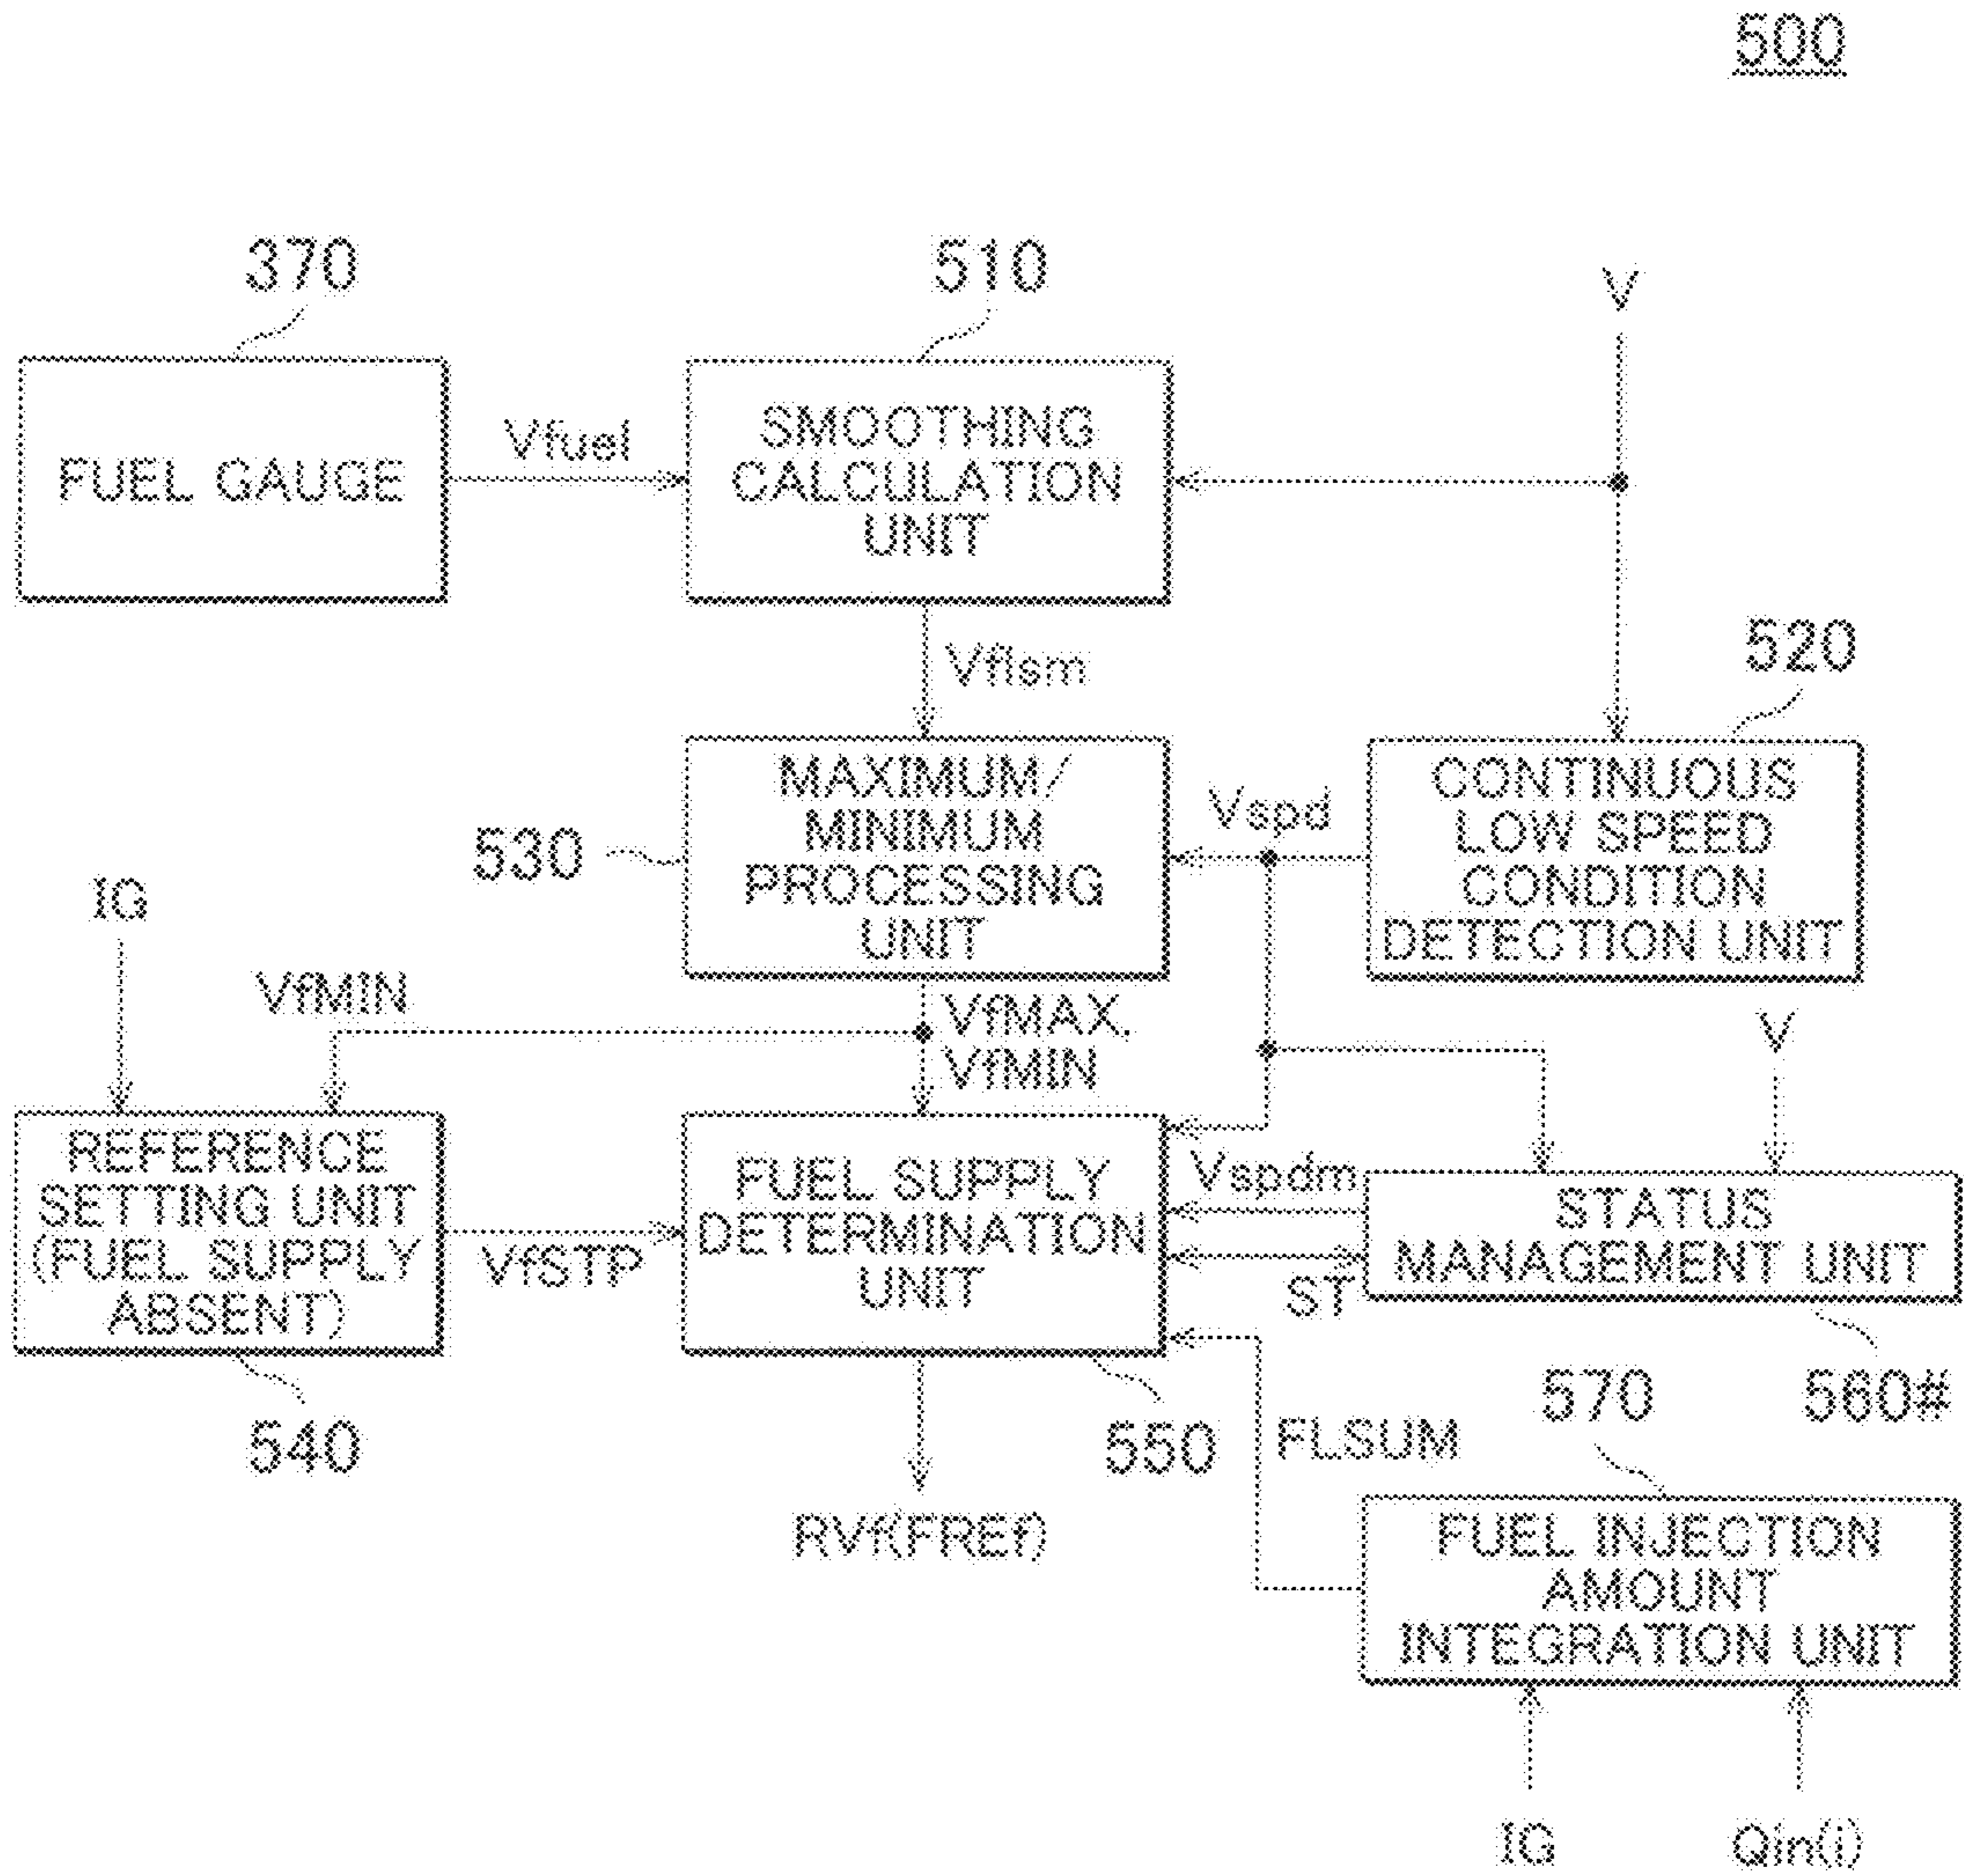 500
370
510
V
FUEL GAUGE
Vfuel
SMOOTHING
CALCULATION
UNIT
Vflsm
520
530
MAXIMUM/
MINIMUM
PROCESSING
UNIT
Vspd
CONTINUOUS
LOW SPEED
CONDITION
DETECTION UNIT
IG
VfMIN
VfMAX,
VfMIN
V
REFERENCE
SETTING UNIT
(FUEL SUPPLY
ABSENT)
VfSTP
FUEL SUPPLY
DETERMINATION
UNIT
Vspdm
ST
STATUS
MANAGEMENT UNIT
540
550
560#
570
FLSUM
RVf(FREf)
FUEL INJECTION
AMOUNT
INTEGRATION UNIT
IG
Qin(i)